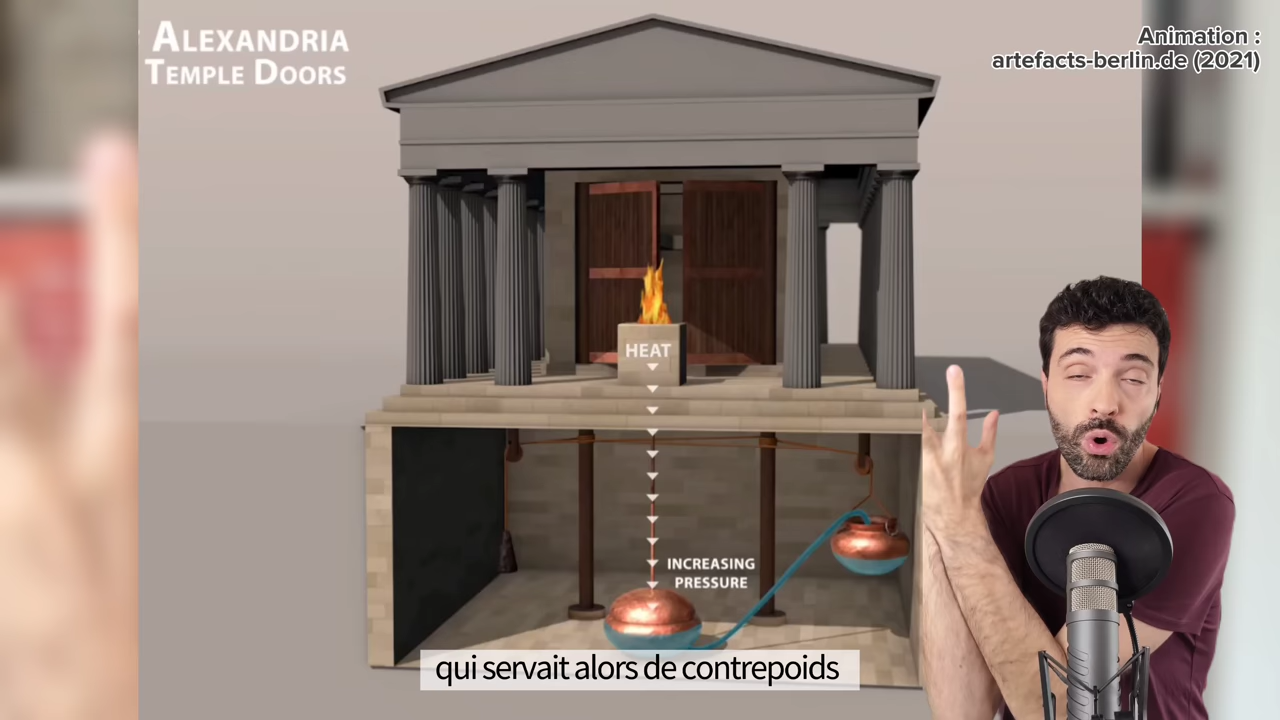 ALEXANDRIA
TEMPLE DOORS
Animation :
artefacts-berlin.de (2021)
HEAT
INCREASING
PRESSURE
qui servait alors de contrepoids